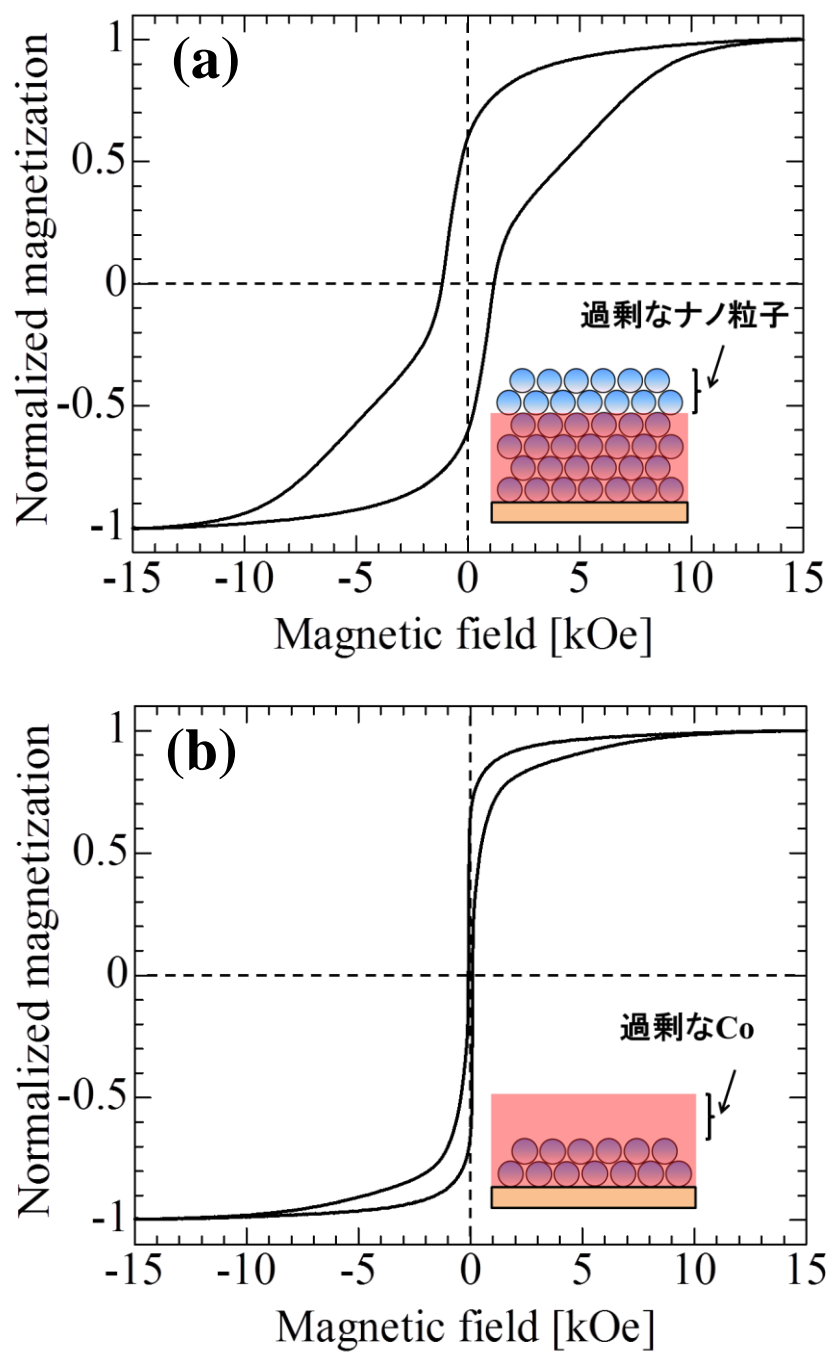 (a)
Normalized magnetization
1
0.5
0
-0.5
-1
過剰なナノ粒子
-15 -10 -5 0 5 10 15
Magnetic field [kOe]
(b)
Normalized magnetization
1
0.5
0
-0.5
-1
過剰なCo
-15 -10 -5 0 5 10 15
Magnetic field [kOe]